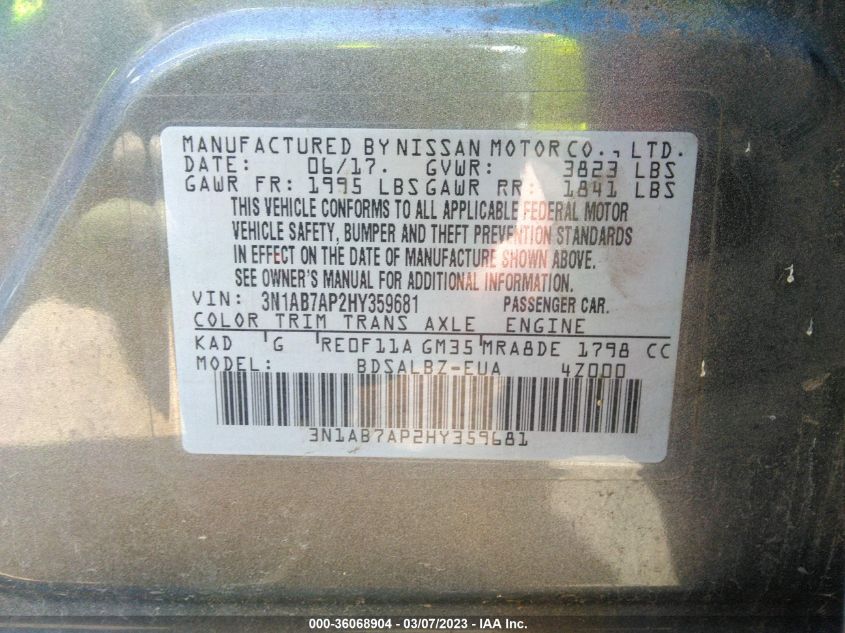 MANUFACTURED BY NISSAN MOTOR CO., LTD.
DATE: 06/17. GVWR: 3823 LBS
GAWR FR: 1995 LBS GAWR RR: 1841 LBS
THIS VEHICLE CONFORMS TO ALL APPLICABLE FEDERAL MOTOR
VEHICLE SAFETY, BUMPER AND THEFT PREVENTION STANDARDS
IN EFFECT ON THE DATE OF MANUFACTURE SHOWN ABOVE.
SEE OWNER'S MANUAL FOR ADDITIONAL INFORMATION.
VIN: 3N1AB7AP2HY359681 PASSENGER CAR.
COLOR TRIM TRANS AXLE ENGINE
KAD G RE0F11A GM35 MRA8DE 1798 CC
MODEL: BDSALBZ-EUA 4Z000
3N1AB7AP2HY359681
000-36068904 - 03/07/2023 - IAA Inc.